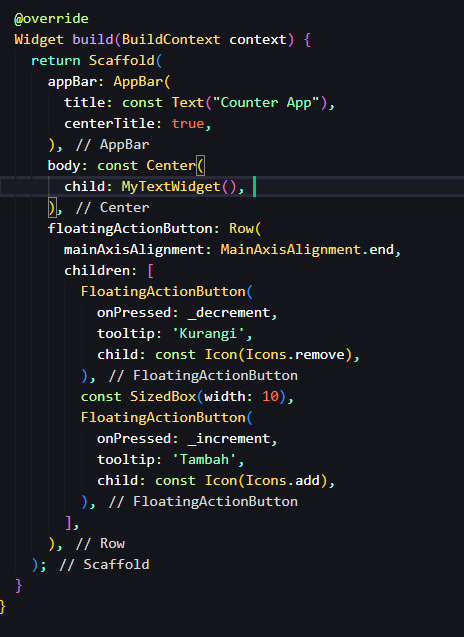 @override
Widget build(BuildContext context) {
return Scaffold(
appBar: AppBar(
title: const Text("Counter App"),
centerTitle: true,
), // AppBar
body: const Center(
child: MyTextWidget(),
), // Center
floatingActionButton: Row(
mainAxisAlignment: MainAxisAlignment.end,
children: [
FloatingActionButton(
onPressed: _decrement,
tooltip: 'Kurangi',
child: const Icon(Icons.remove),
), // FloatingActionButton
const SizedBox(width: 10),
FloatingActionButton(
onPressed: _increment,
tooltip: 'Tambah',
child: const Icon(Icons.add),
), // FloatingActionButton
],
), // Row
); // Scaffold
}
}